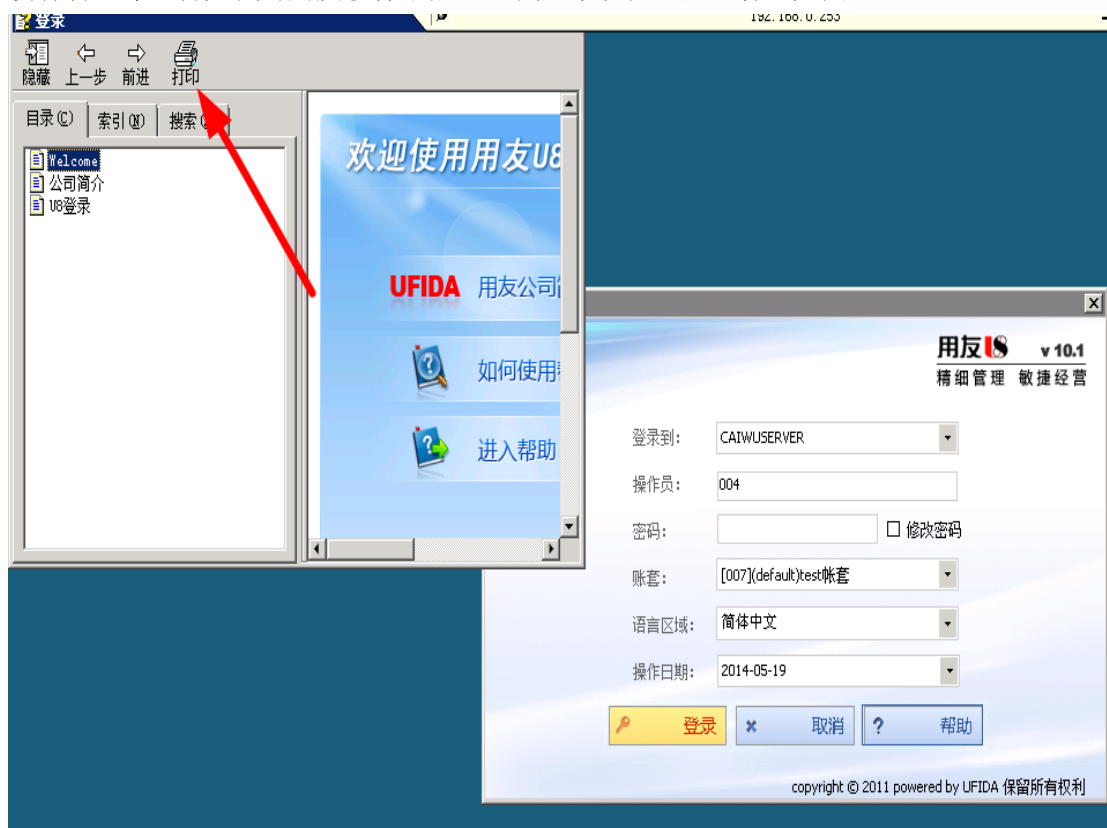 登录
192.168.0.253
隐藏 上一步 前进 打印
目录(C) 索引(N) 搜索
Welcome
公司简介
U8登录
欢迎使用用友U8
UFIDA 用友公司
如何使用
进入帮助
用友U8 v 10.1
精细管理 敏捷经营
登录到: CAIWUSERVER
操作员: 004
密码: 修改密码
账套: [007](default)test帐套
语言区域: 简体中文
操作日期: 2014-05-19
登录 取消 ? 帮助
copyright © 2011 powered by UFIDA 保留所有权利